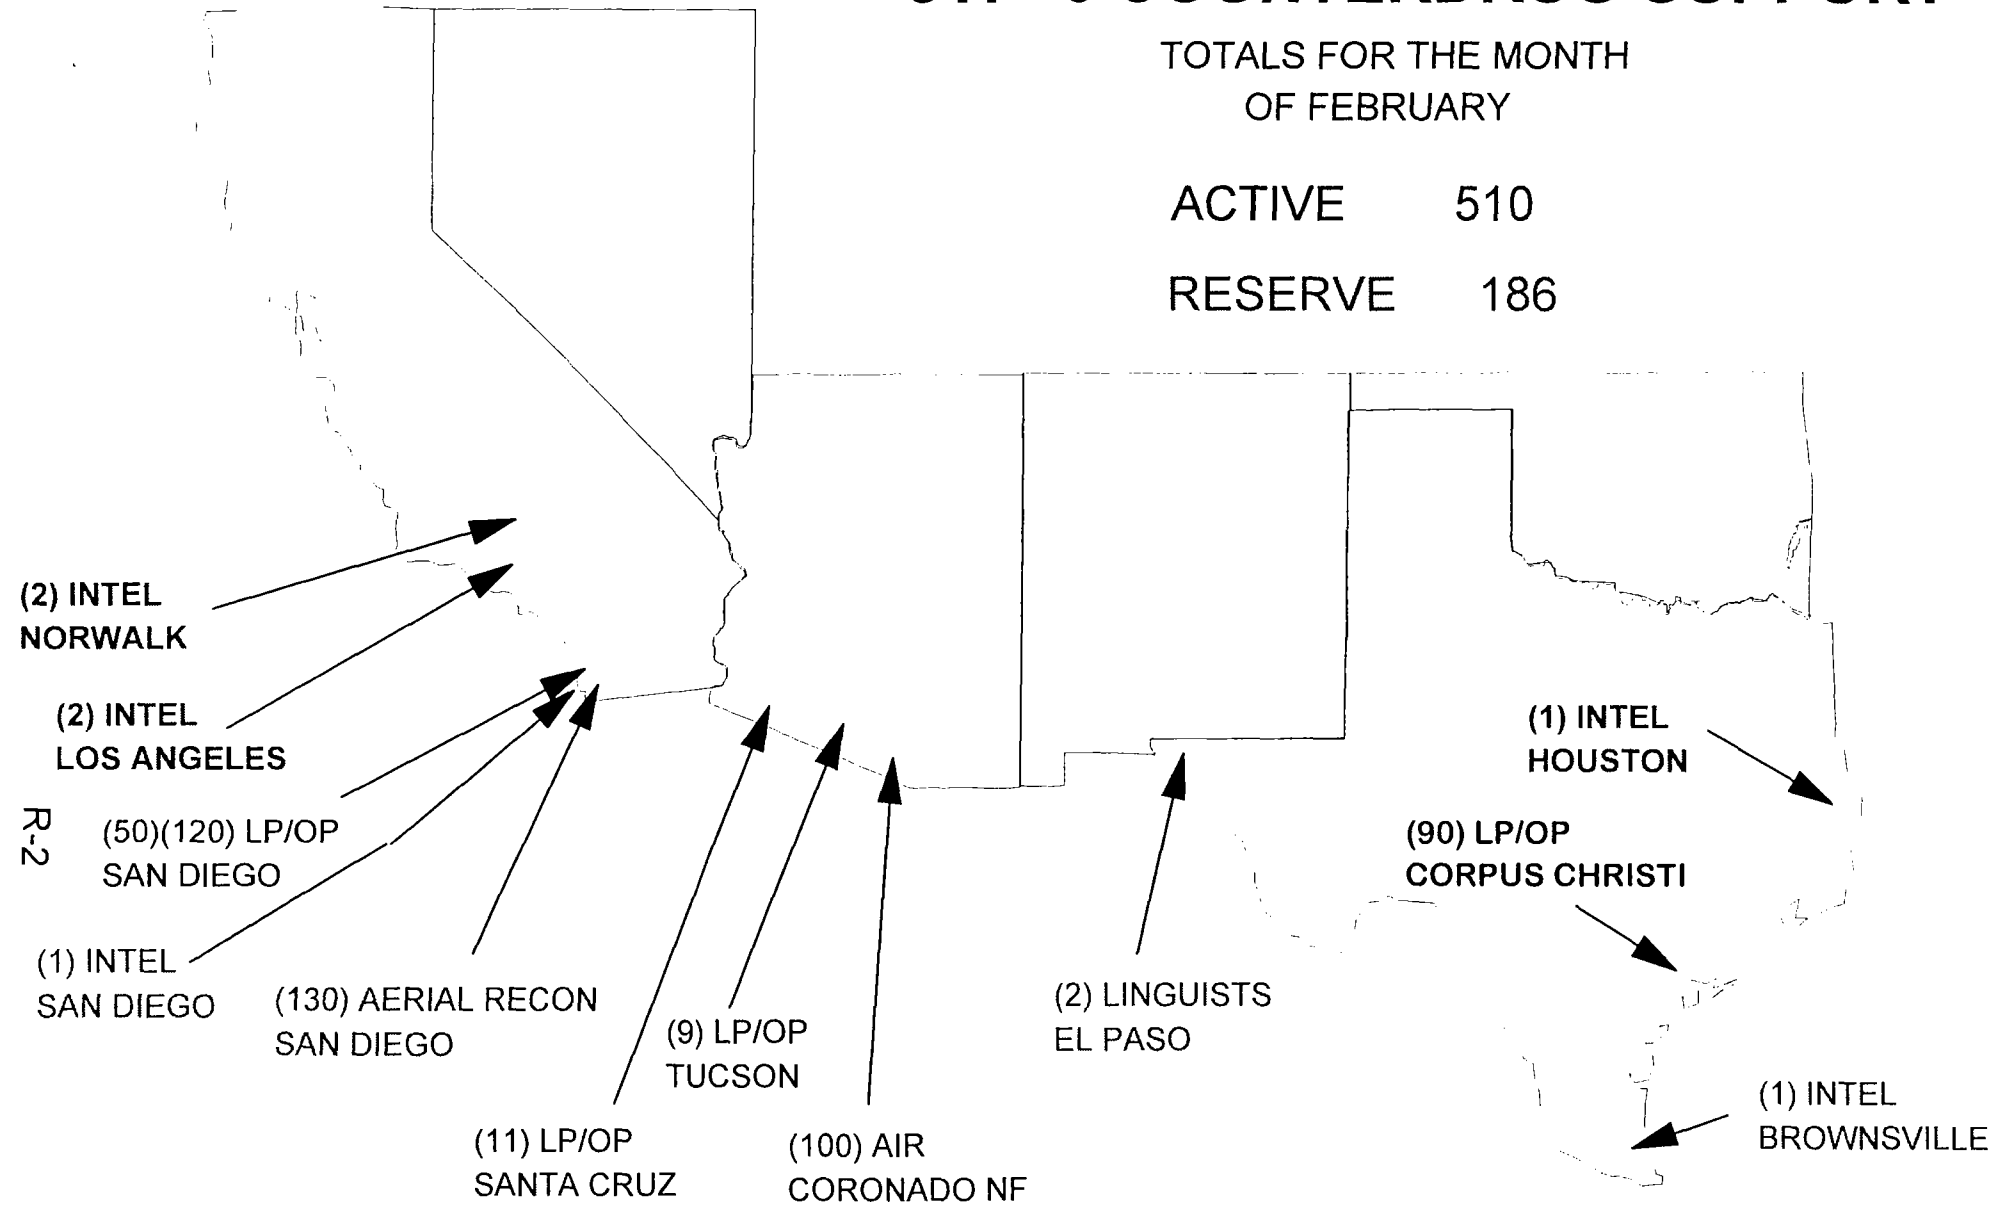 TOTALS FOR THE MONTH
OF FEBRUARY
ACTIVE 510
RESERVE 186
(2) INTEL
NORWALK
(2) INTEL
LOS ANGELES
(50)(120) LP/OP
SAN DIEGO
(1) INTEL
SAN DIEGO
(130) AERIAL RECON
SAN DIEGO
(11) LP/OP
SANTA CRUZ
(9) LP/OP
TUCSON
(100) AIR
CORONADO NF
(2) LINGUISTS
EL PASO
(1) INTEL
HOUSTON
(90) LP/OP
CORPUS CHRISTI
(1) INTEL
BROWNSVILLE
R-2